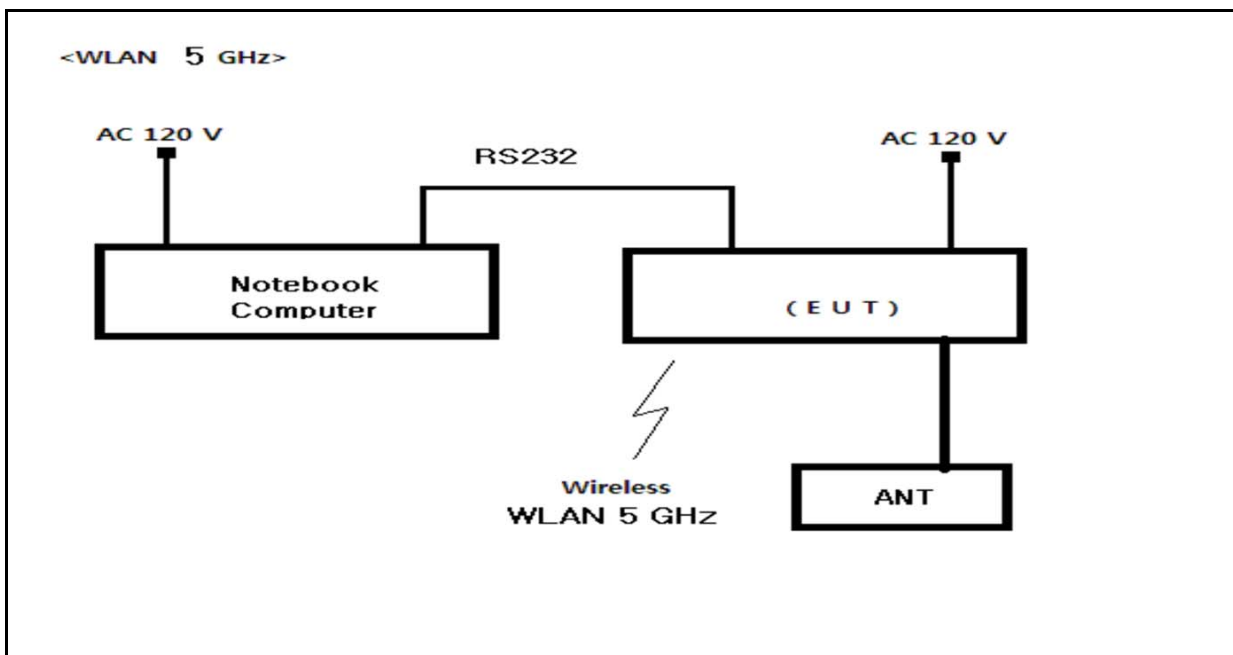 <WLAN 5 GHz>
AC 120 V
AC 120 V
RS232
Notebook
Computer
( E U T )
Wireless
WLAN 5 GHz
ANT